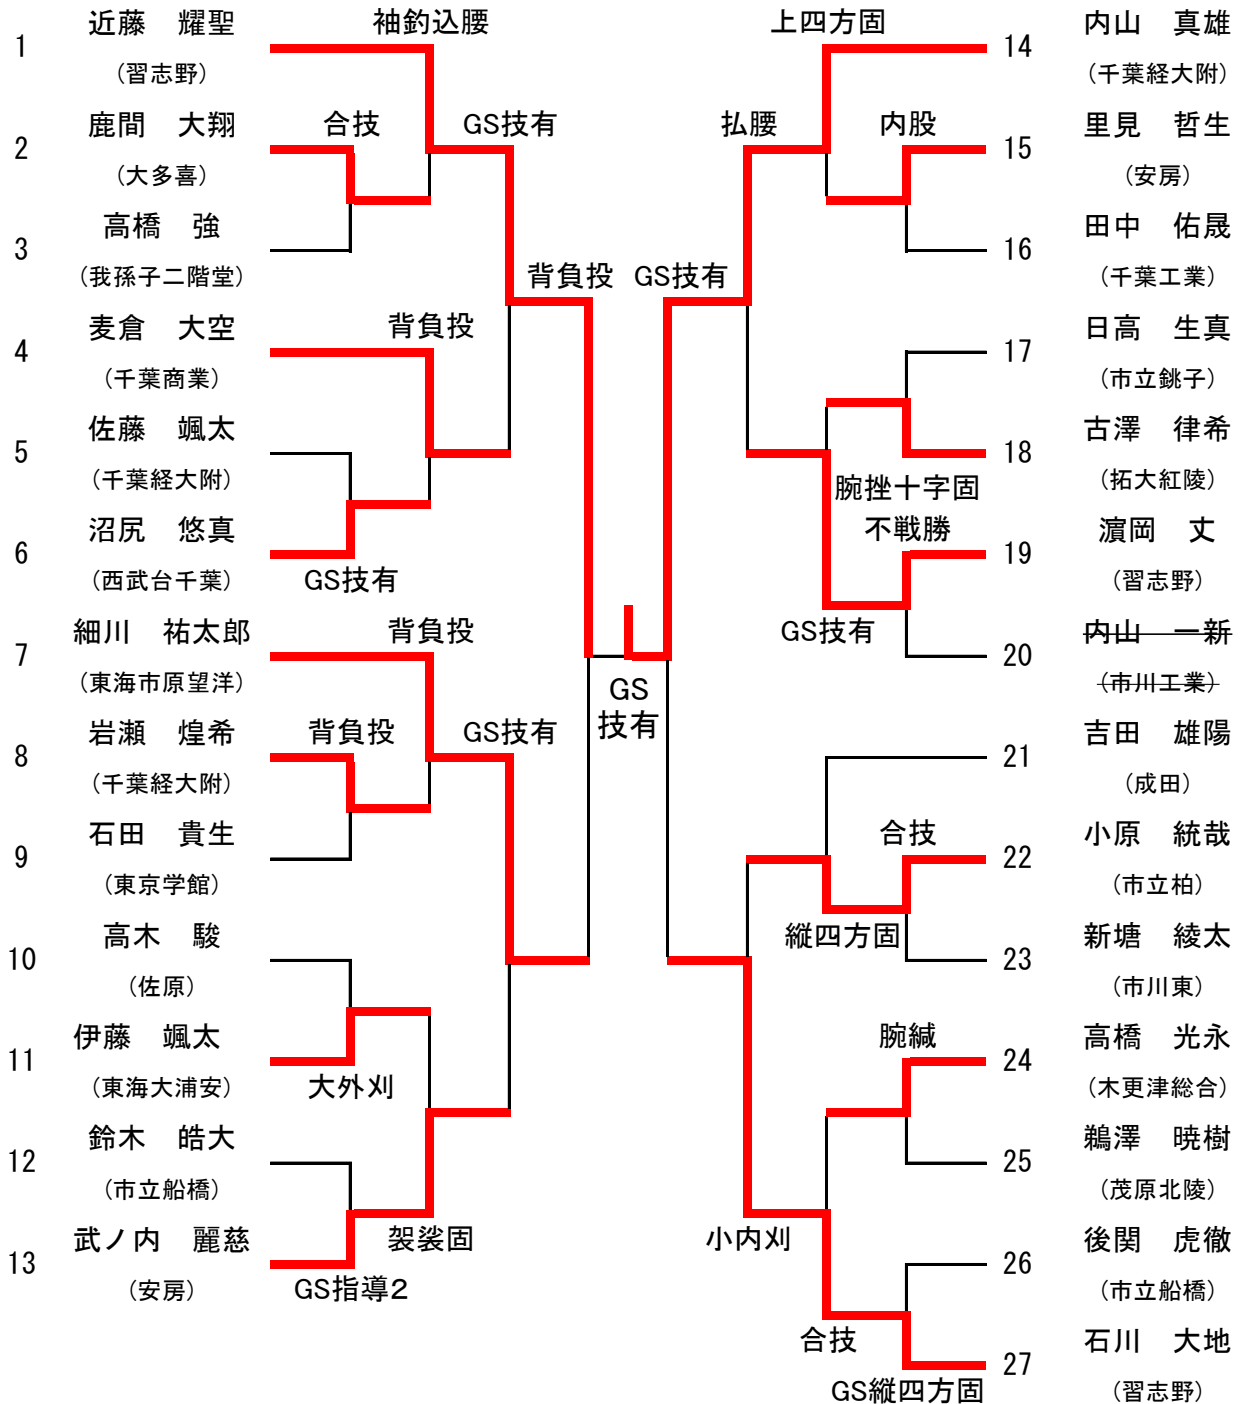 1
近藤　耀聖
(習志野)
2
鹿間　大翔
(大多喜)
3
高橋　強
(我孫子二階堂)
4
麦倉　大空
(千葉商業)
5
佐藤　颯太
(千葉経大附)
6
沼尻　悠真
(西武台千葉)
7
細川　祐太郎
(東海市原望洋)
8
岩瀬　煌希
(千葉経大附)
9
石田　貴生
(東京学館)
10
高木　駿
(佐原)
11
伊藤　颯太
(東海大浦安)
12
鈴木　皓大
(市立船橋)
13
武ノ内　麗慈
(安房)
袖釣込腰
合技
GS技有
背負投
背負投
GS技有
背負投
背負投
GS技有
大外刈
袈裟固
GS指導2
GS
技有
上四方固
払腰
内股
GS技有
腕挫十字固
不戦勝
GS技有
合技
縦四方固
腕緘
小内刈
合技
GS縦四方固
14
内山　真雄
(千葉経大附)
15
里見　哲生
(安房)
16
田中　佑晟
(千葉工業)
17
日高　生真
(市立銚子)
18
古澤　律希
(拓大紅陵)
19
濵岡　丈
(習志野)
20
内山　一新
(市川工業)
21
吉田　雄陽
(成田)
22
小原　統哉
(市立柏)
23
新塘　綾太
(市川東)
24
高橋　光永
(木更津総合)
25
鵜澤　暁樹
(茂原北陵)
26
後関　虎徹
(市立船橋)
27
石川　大地
(習志野)